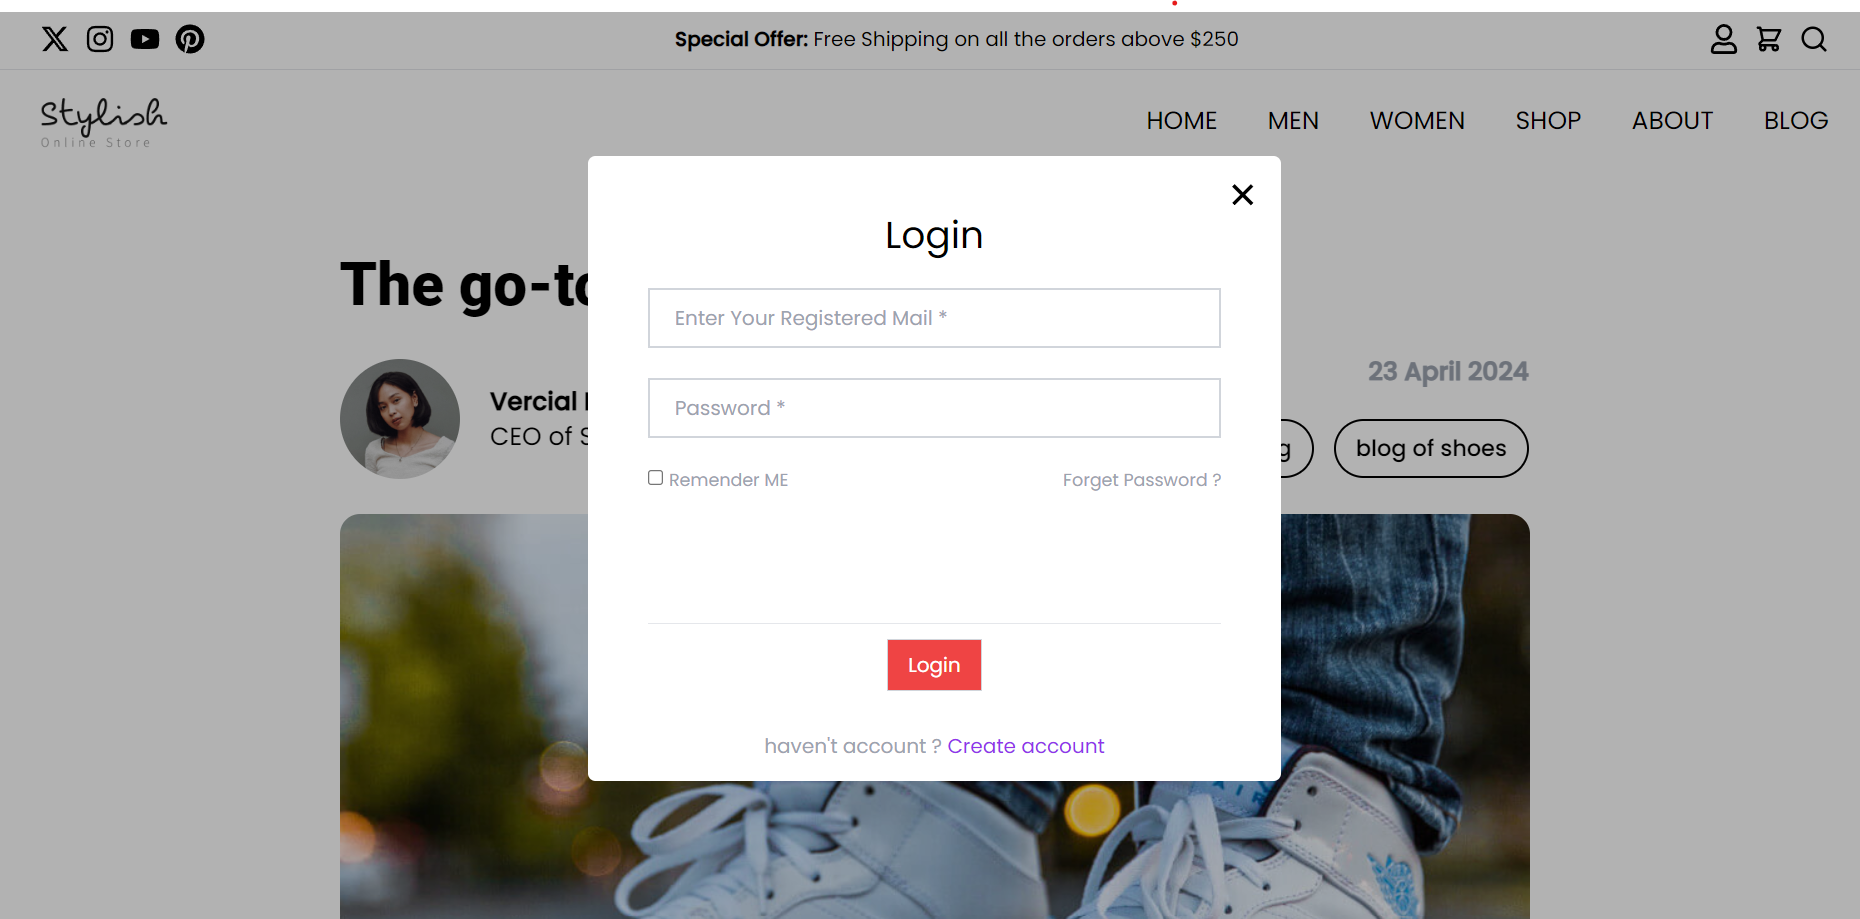 Special Offer: Free Shipping on all the orders above $250
Stylish
Online Store
HOME MEN WOMEN SHOP ABOUT BLOG
Login
The go-to
Enter Your Registered Mail *
23 April 2024
Vercial
CEO of S
Password *
g
blog of shoes
Remender ME
Forget Password ?
Login
haven't account ? Create account
AIR